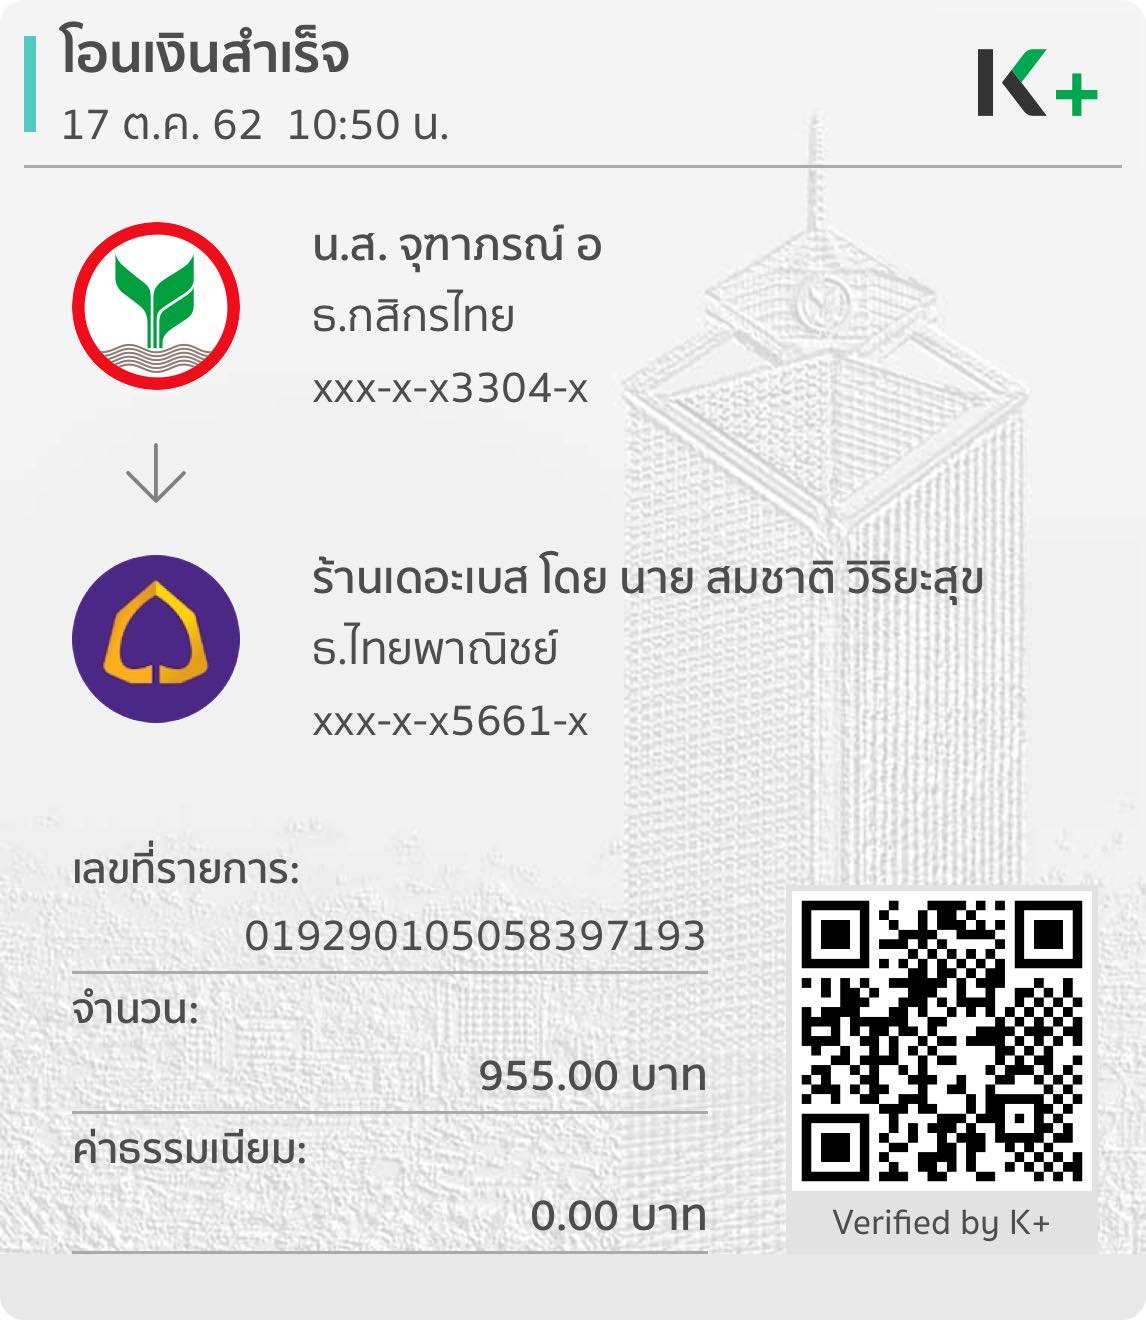 โอนเงินสำเร็จ
17 ต.ค. 62  10:50 น.
K+
น.ส. จุฑาภรณ์ อ
ธ.กสิกรไทย
xxx-x-x3304-x
ร้านเดอะเบส โดย นาย สมชาติ วิริยะสุข
ธ.ไทยพาณิชย์
xxx-x-x5661-x
เลขที่รายการ:
019290105058397193
จำนวน:
955.00 บาท
ค่าธรรมเนียม:
0.00 บาท
Verified by K+